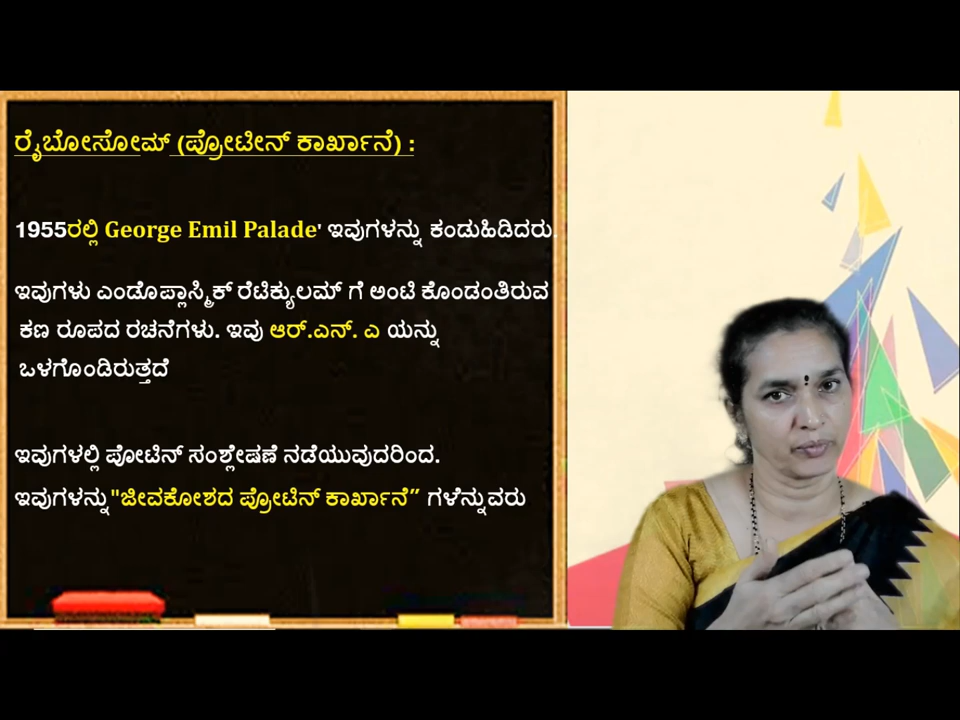 ರೈಬೋಸೋಮ್ (ಪ್ರೋಟೀನ್ ಕಾರ್ಖಾನೆ) :
1955ರಲ್ಲಿ George Emil Palade' ಇವುಗಳನ್ನು ಕಂಡುಹಿಡಿದರು.
ಇವುಗಳು ಎಂಡೊಪ್ಲಾಸ್ಮಿಕ್ ರೆಟಿಕ್ಯುಲಮ್ ಗೆ ಅಂಟಿ ಕೊಂಡಂತಿರುವ
ಕಣ ರೂಪದ ರಚನೆಗಳು. ಇವು ಆರ್.ಎನ್. ಎ ಯನ್ನು
ಒಳಗೊಂಡಿರುತ್ತದೆ
ಇವುಗಳಲ್ಲಿ ಪೋಟಿನ್ ಸಂಶ್ಲೇಷಣೆ ನಡೆಯುವುದರಿಂದ.
ಇವುಗಳನ್ನು"ಜೀವಕೋಶದ ಪ್ರೋಟಿನ್ ಕಾರ್ಖಾನೆ” ಗಳೆನ್ನುವರು